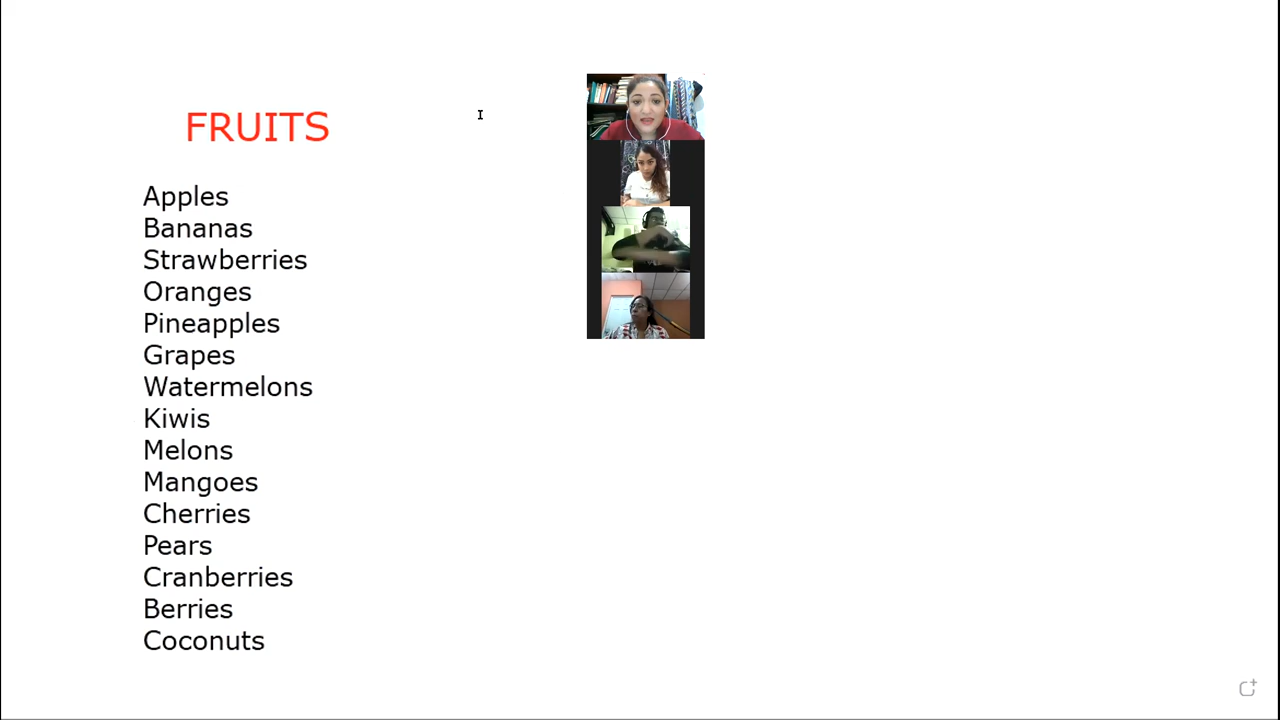 FRUITS
Apples
Bananas
Strawberries
Oranges
Pineapples
Grapes
Watermelons
Kiwis
Melons
Mangoes
Cherries
Pears
Cranberries
Berries
Coconuts